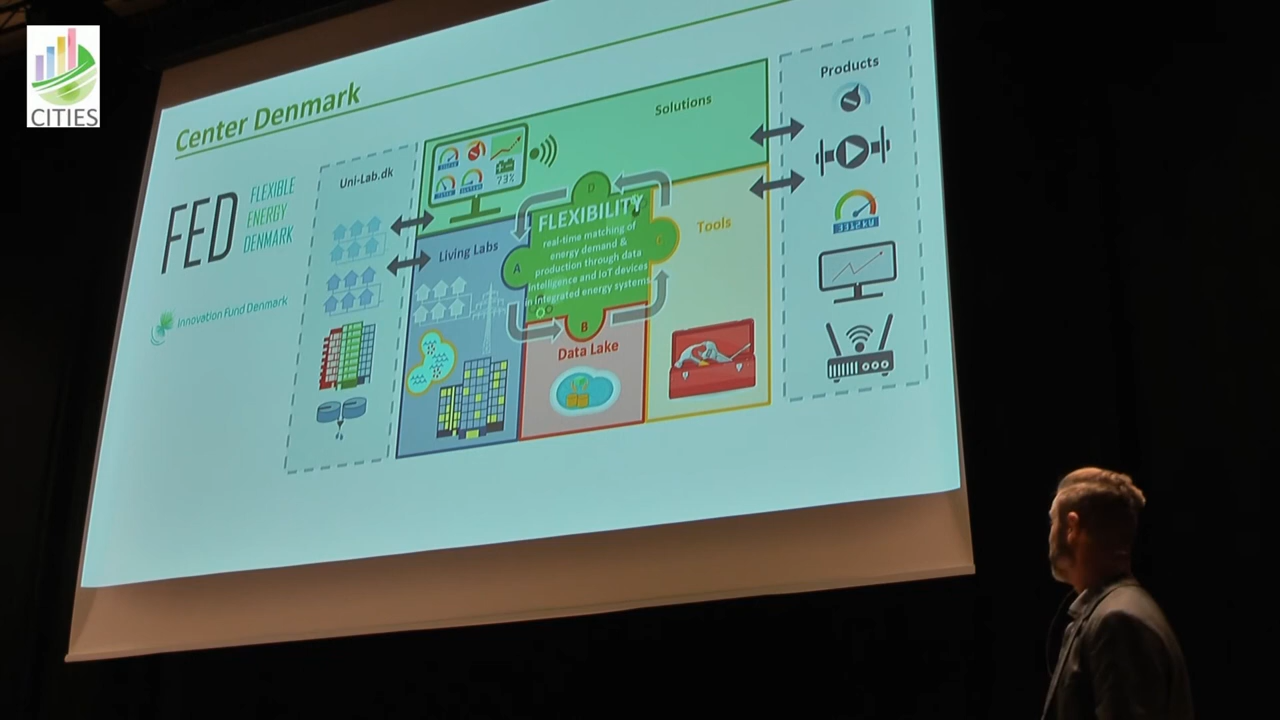 CITIES
Center Denmark
FED
FLEXIBLE
ENERGY
DENMARK
Innovation Fund Denmark
Uni-Lab.dk
Solutions
73%
Living Labs
D
FLEXIBILITY
real-time matching of
energy demand &
production through data
intelligence and IoT devices
in integrated energy systems
A
B
C
Data Lake
Tools
Products